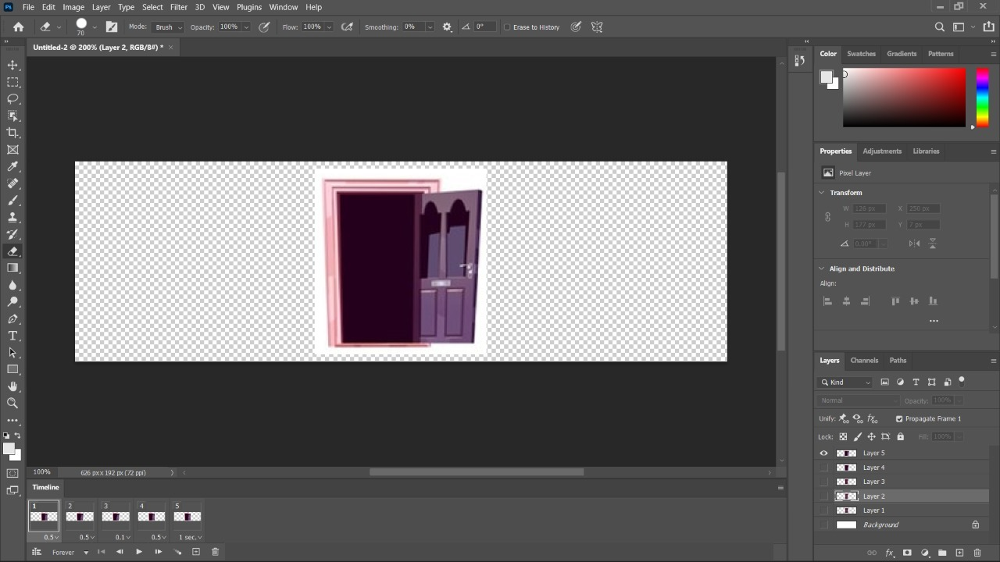 Ps File Edit Image Layer Type Select Filter 3D View Plugins Window Help
70 Mode: Brush Opacity: 100% Flow: 100% Smoothing: 0% 0° Erase to History
Untitled-2 @ 200% (Layer 2, RGB/8#) *
Color Swatches Gradients Patterns
Properties Adjustments Libraries
Pixel Layer
Transform
W 126 px X 250 px
H 177 px Y 7 px
0.00°
Align and Distribute
Align:
Layers Channels Paths
Kind
Normal Opacity: 100%
Unify: Propagate Frame 1
Lock: Fill: 100%
Layer 5
Layer 4
Layer 3
Layer 2
Layer 1
Background
100% 626 px x 192 px (72 ppi)
Timeline
1 2 3 4 5
0.5 0.5 0.1 0.5 1 sec.
Forever